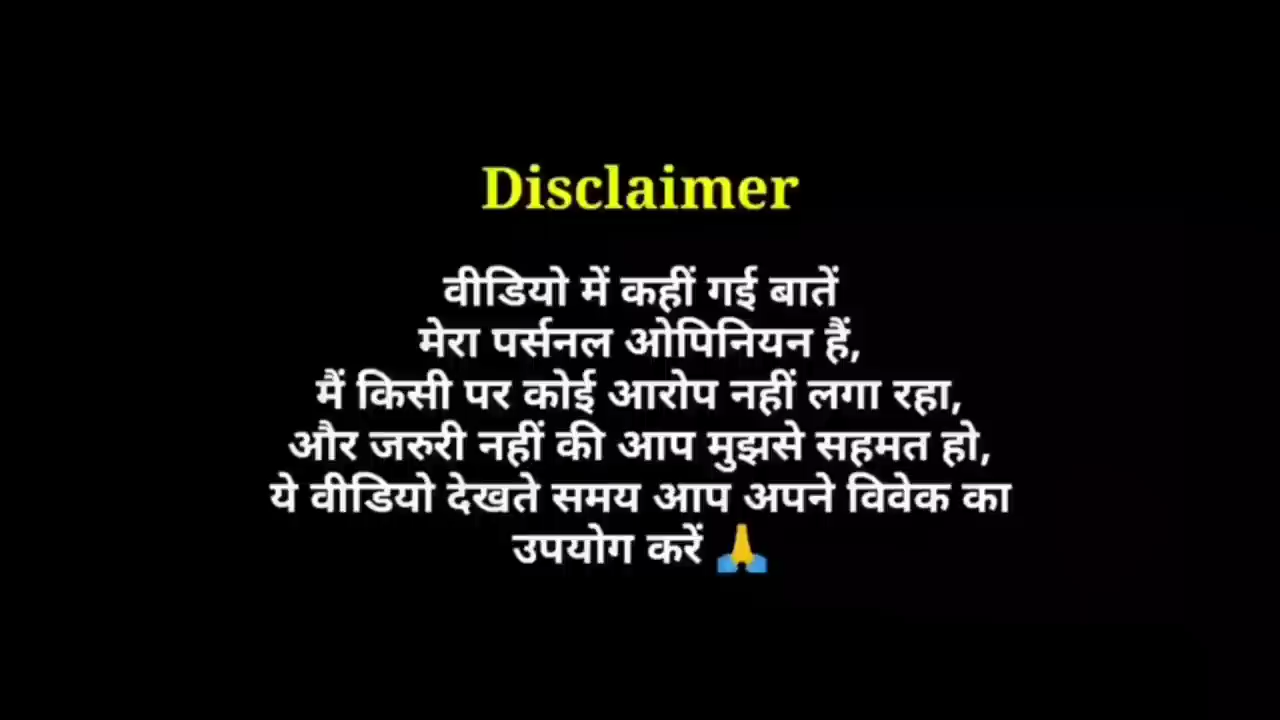 Disclaimer
वीडियो में कहीं गई बातें
मेरा पर्सनल ओपिनियन हैं,
मैं किसी पर कोई आरोप नहीं लगा रहा,
और जरुरी नहीं की आप मुझसे सहमत हो,
ये वीडियो देखते समय आप अपने विवेक का
उपयोग करें 🙏